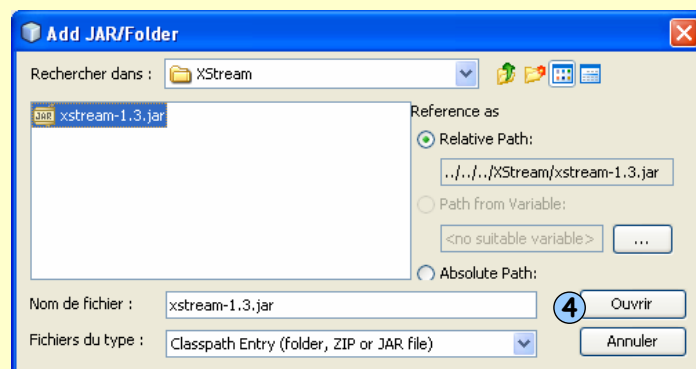 Add JAR/Folder
Rechercher dans : XStream
JAR xstream-1.3.jar
Reference as
Relative Path:
../../../XStream/xstream-1.3.jar
Path from Variable:
<no suitable variable> ...
Absolute Path:
Nom de fichier : xstream-1.3.jar 4 Ouvrir
Fichiers du type : Classpath Entry (folder, ZIP or JAR file) Annuler